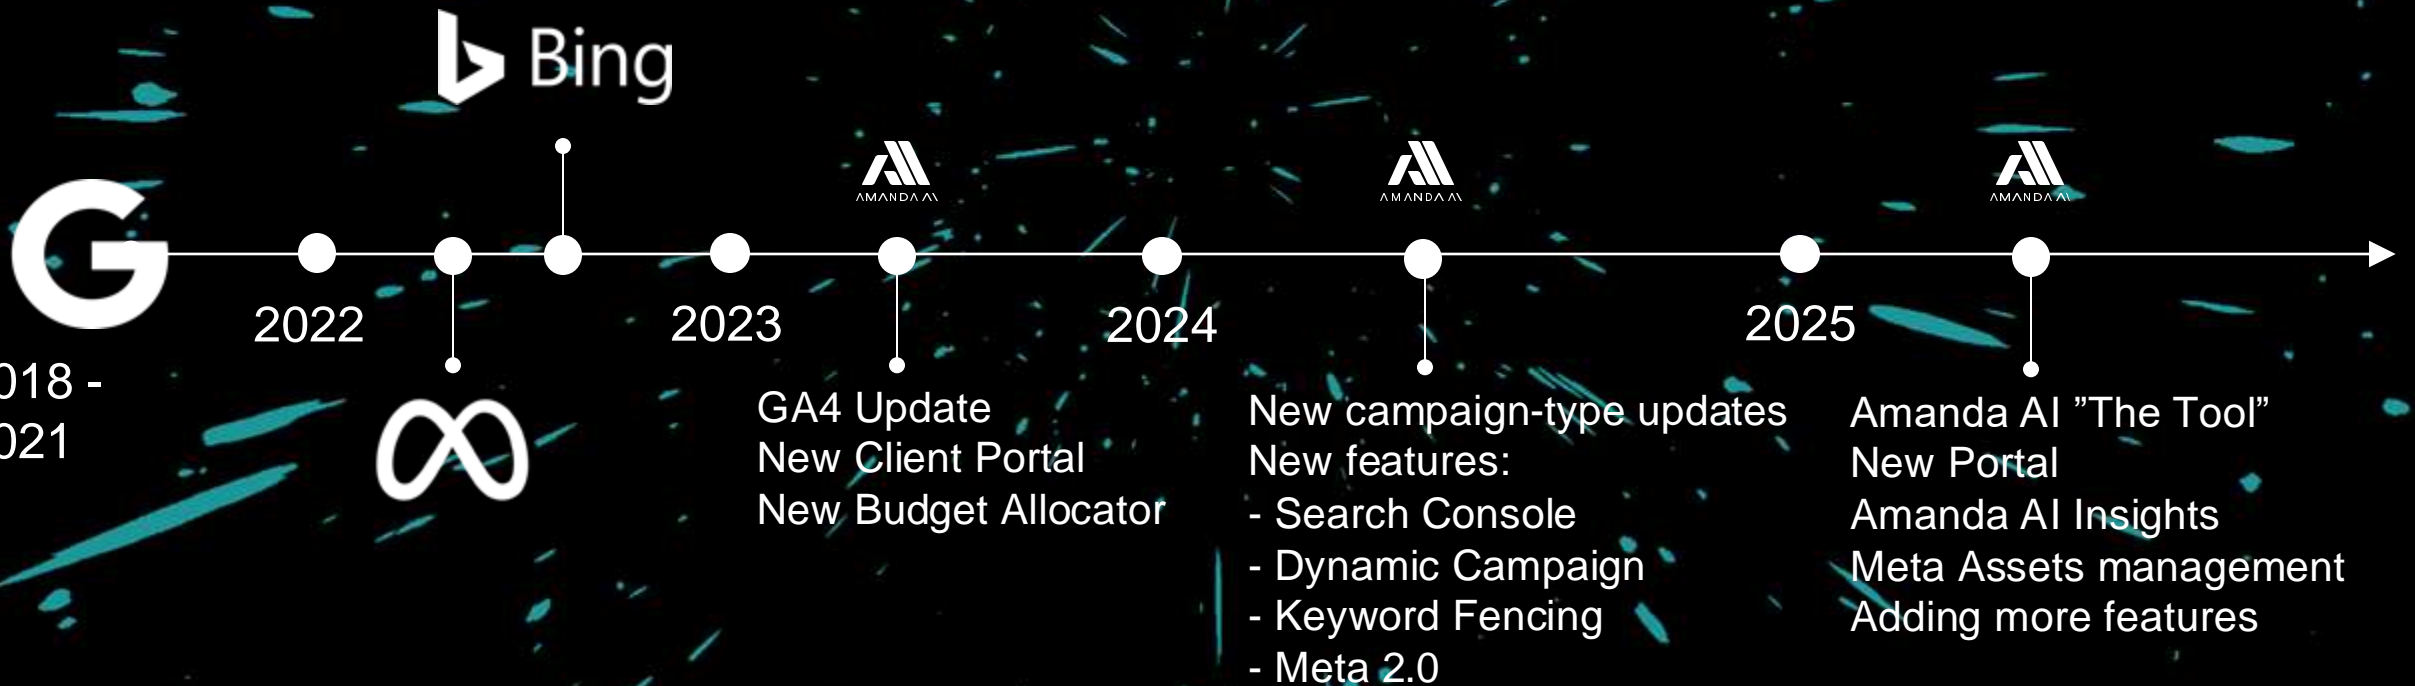 Bing
AMANDA AI
AMANDA AI
AMANDA AI
2022
2023
2024
2025
018 -
021
GA4 Update
New Client Portal
New Budget Allocator
New campaign-type updates
New features:
- Search Console
- Dynamic Campaign
- Keyword Fencing
- Meta 2.0
Amanda AI ”The Tool”
New Portal
Amanda AI Insights
Meta Assets management
Adding more features